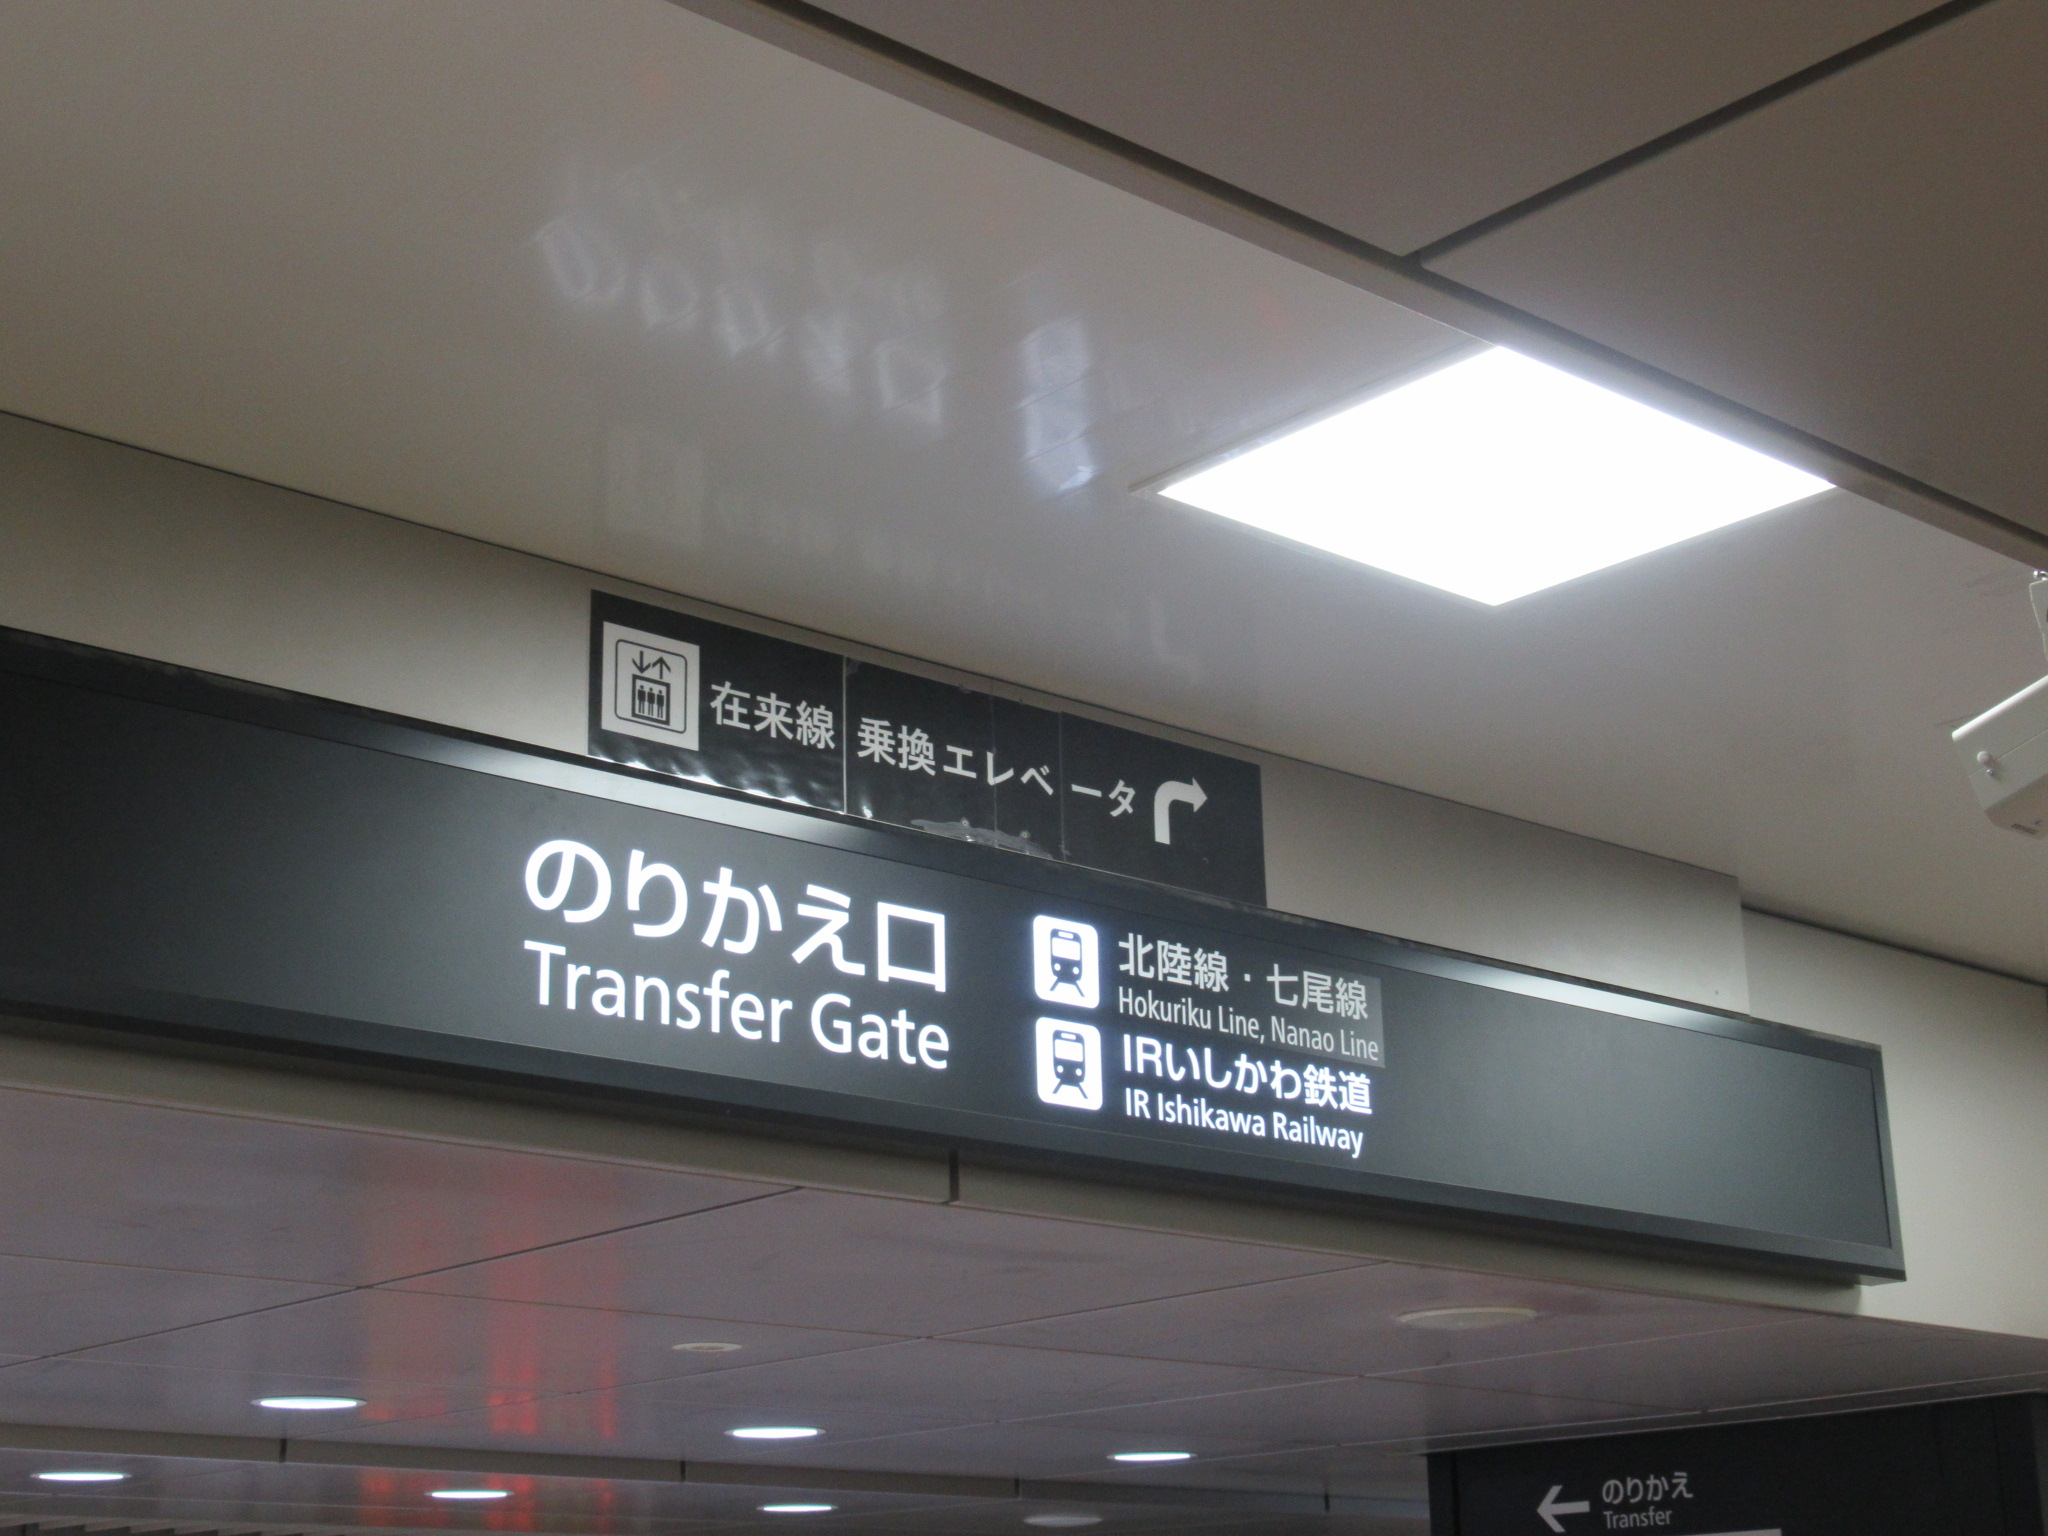 在来線 乗換エレベータ
のりかえ口
Transfer Gate
北陸線・七尾線
Hokuriku Line, Nanao Line
IRいしかわ鉄道
IR Ishikawa Railway
のりかえ
Transfer